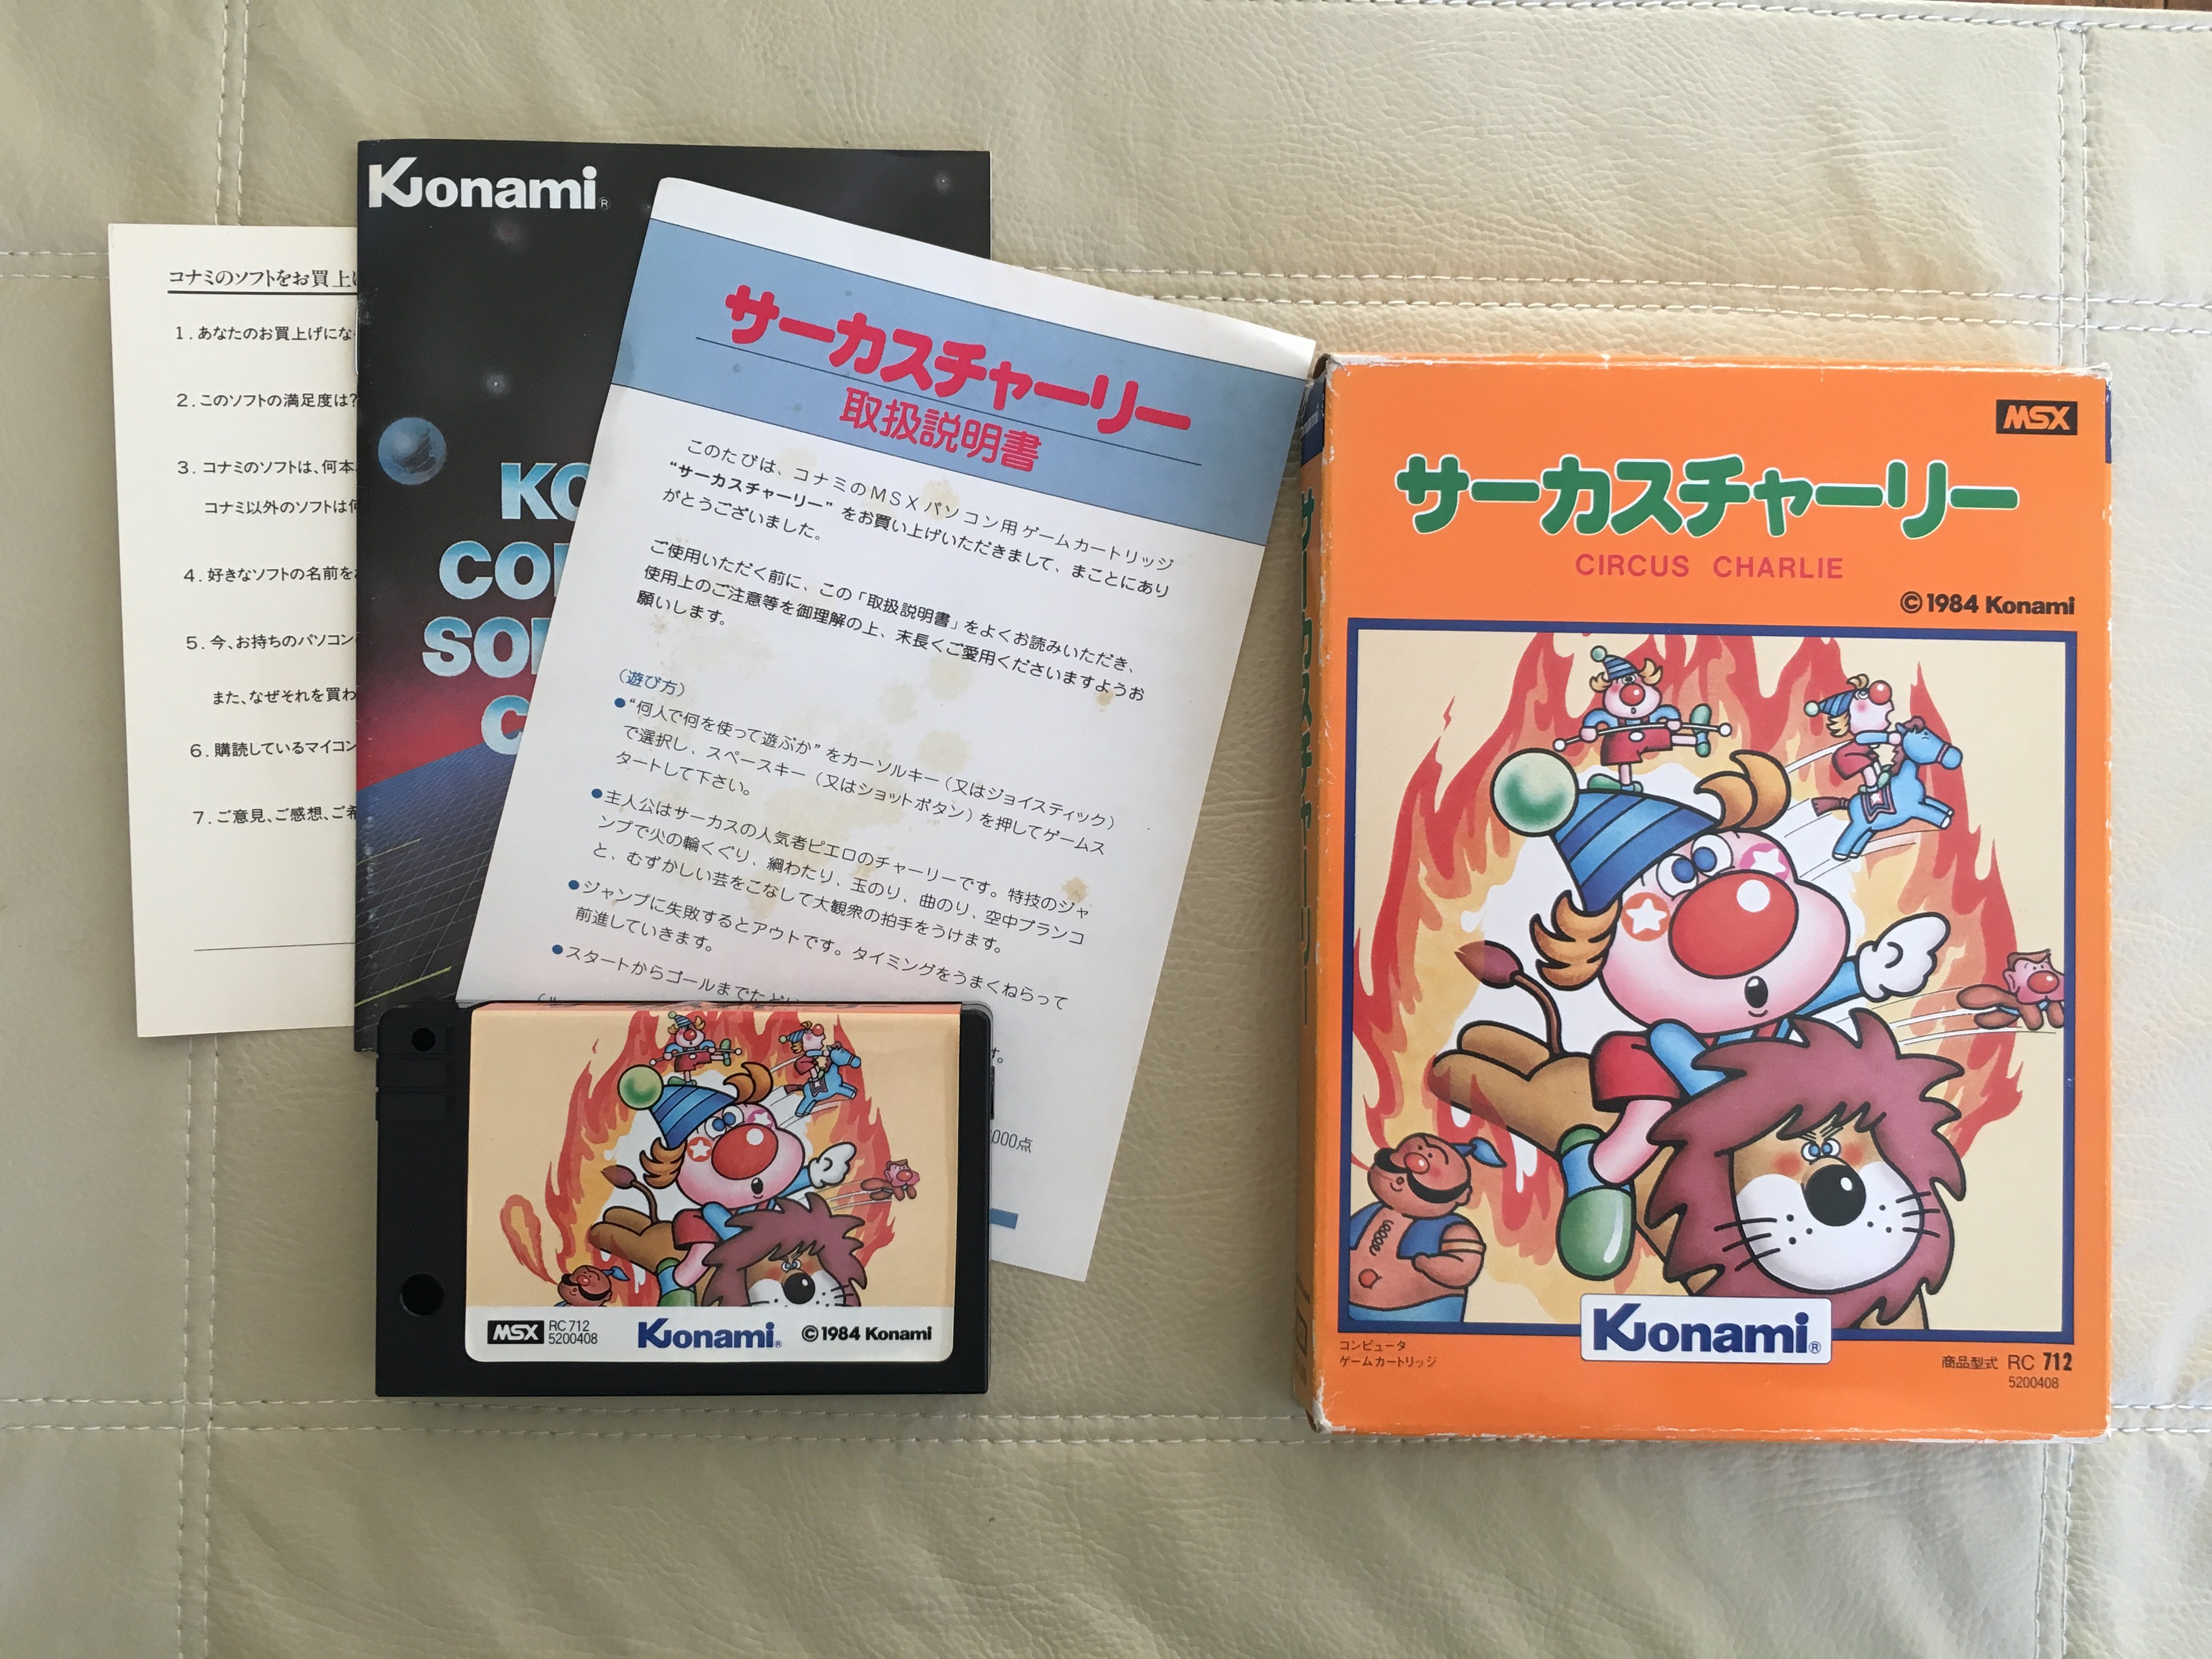 コナミのソフトをお買上
1.あなたのお買上げにな
2.このソフトの満足度は?
3.コナミのソフトは、何本
コナミ以外のソフトは何
4.好きなソフトの名前を
5.今、お持ちのパソコン
また、なぜそれを買わ
6.購読しているマイコン
7.ご意見、ご感想、ご希
Konami®
KO
CO
SO
C
サーカスチャーリー
取扱説明書
このたびは、コナミのMSXパソコン用ゲームカートリッジ
“サーカスチャーリー”をお買い上げいただきまして、まことにあり
がとうございました。
ご使用いただく前に、この「取扱説明書」をよくお読みいただき、
使用上のご注意等を御理解の上、末長くご愛用くださいますようお
願いします。
(遊び方)
●“何人で何を使って遊ぶか”をカーソルキー(又はジョイスティック)
で選択し、スペースキー(又はショットボタン)を押してゲームス
タートして下さい。
●主人公はサーカスの人気者ピエロのチャーリーです。特技のジャ
ンプで火の輪くぐり、綱わたり、玉のり、曲のり、空中ブランコ
と、むずかしい芸をこなして大観衆の拍手をうけます。
●ジャンプに失敗するとアウトです。タイミングをうまくねらって
前進していきます。
●スタートからゴールまでたどり
す。
000点
MSX
RC 712
5200408
Konami®
©1984 Konami
MSX
サーカスチャーリー
CIRCUS CHARLIE
©1984 Konami
Konami®
コンピュータ
ゲームカートリッジ
商品型式 RC 712
5200408
サーカスチャーリー